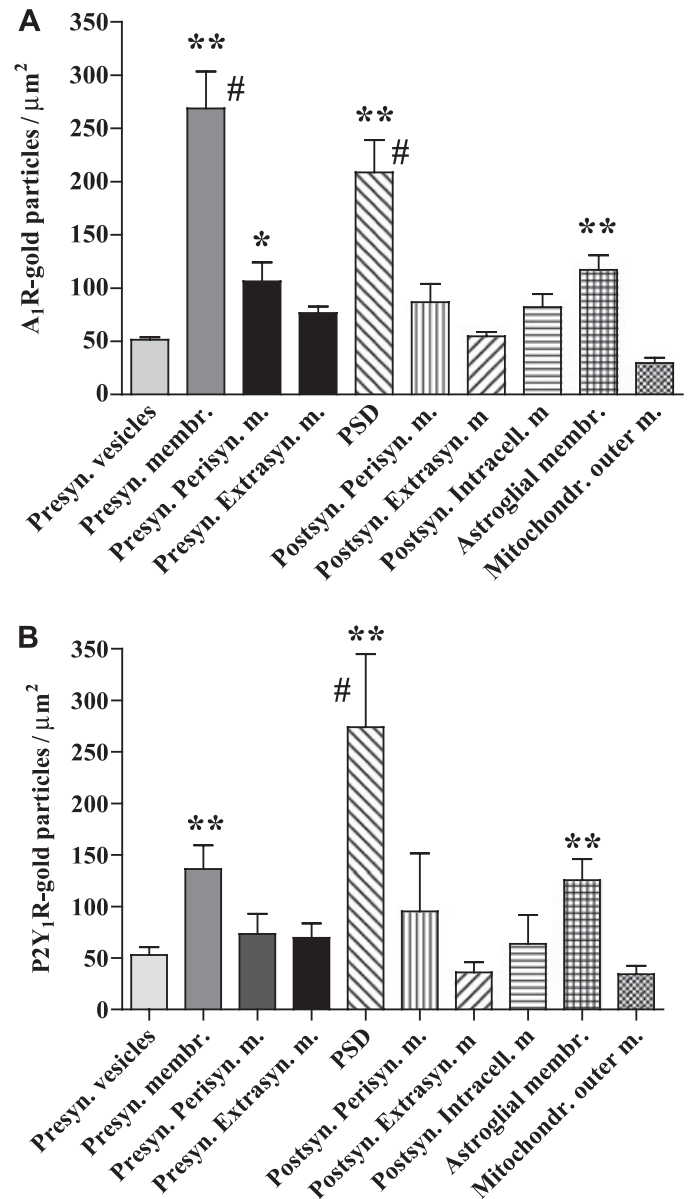 A
A₁R-gold particles / µm²
350
300
250
200
150
100
50
0
**
#
*
**
#
**
Presyn. vesicles
Presyn. membr.
Presyn. Perisyn. m.
Presyn. Extrasyn. m.
PSD
Postsyn. Perisyn. m.
Postsyn. Extrasyn. m
Postsyn. Intracell. m
Astroglial membr.
Mitochondr. outer m.
B
P2Y₁R-gold particles / µm²
350
300
250
200
150
100
50
0
**
#
**
**
Presyn. vesicles
Presyn. membr.
Presyn. Perisyn. m.
Presyn. Extrasyn. m.
PSD
Postsyn. Perisyn. m.
Postsyn. Extrasyn. m
Postsyn. Intracell. m
Astroglial membr.
Mitochondr. outer m.